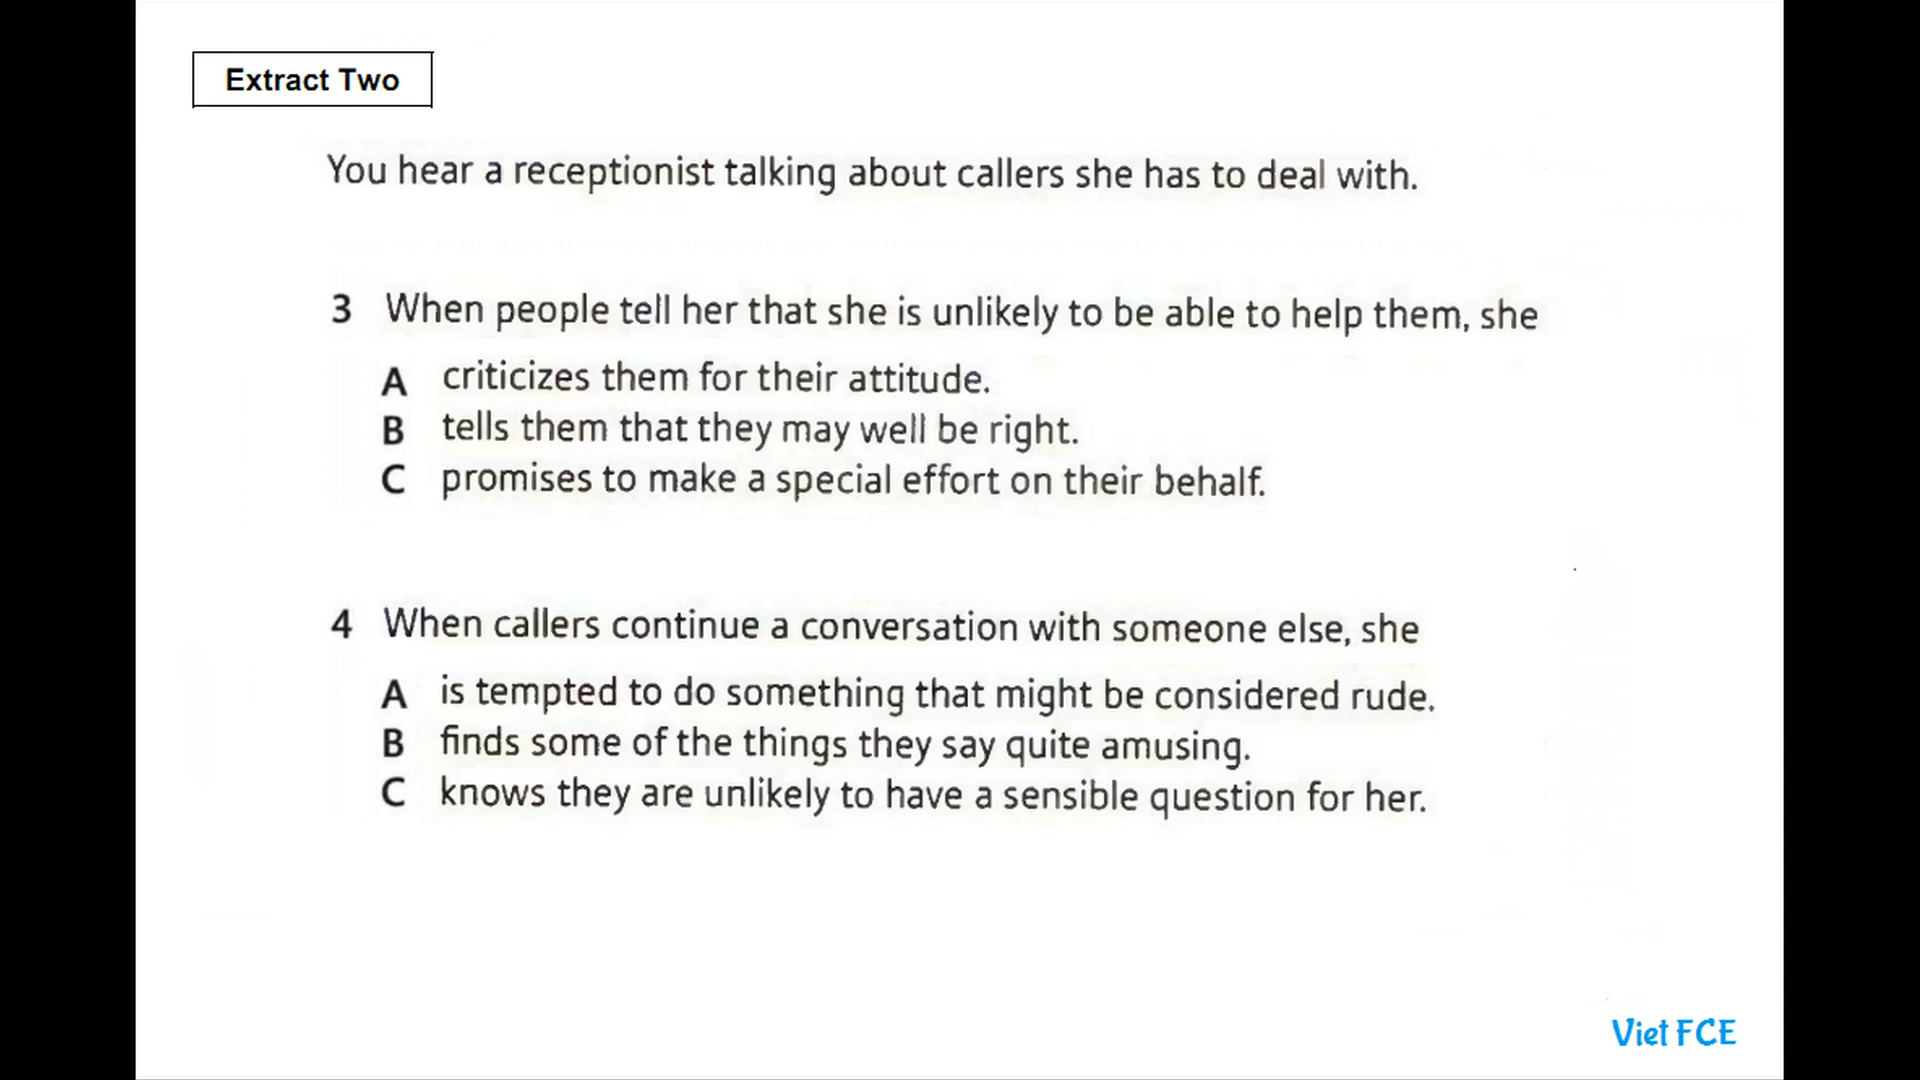 Extract Two
You hear a receptionist talking about callers she has to deal with.
3 When people tell her that she is unlikely to be able to help them, she
A criticizes them for their attitude.
B tells them that they may well be right.
C promises to make a special effort on their behalf.
4 When callers continue a conversation with someone else, she
A is tempted to do something that might be considered rude.
B finds some of the things they say quite amusing.
C knows they are unlikely to have a sensible question for her.
Viet FCE